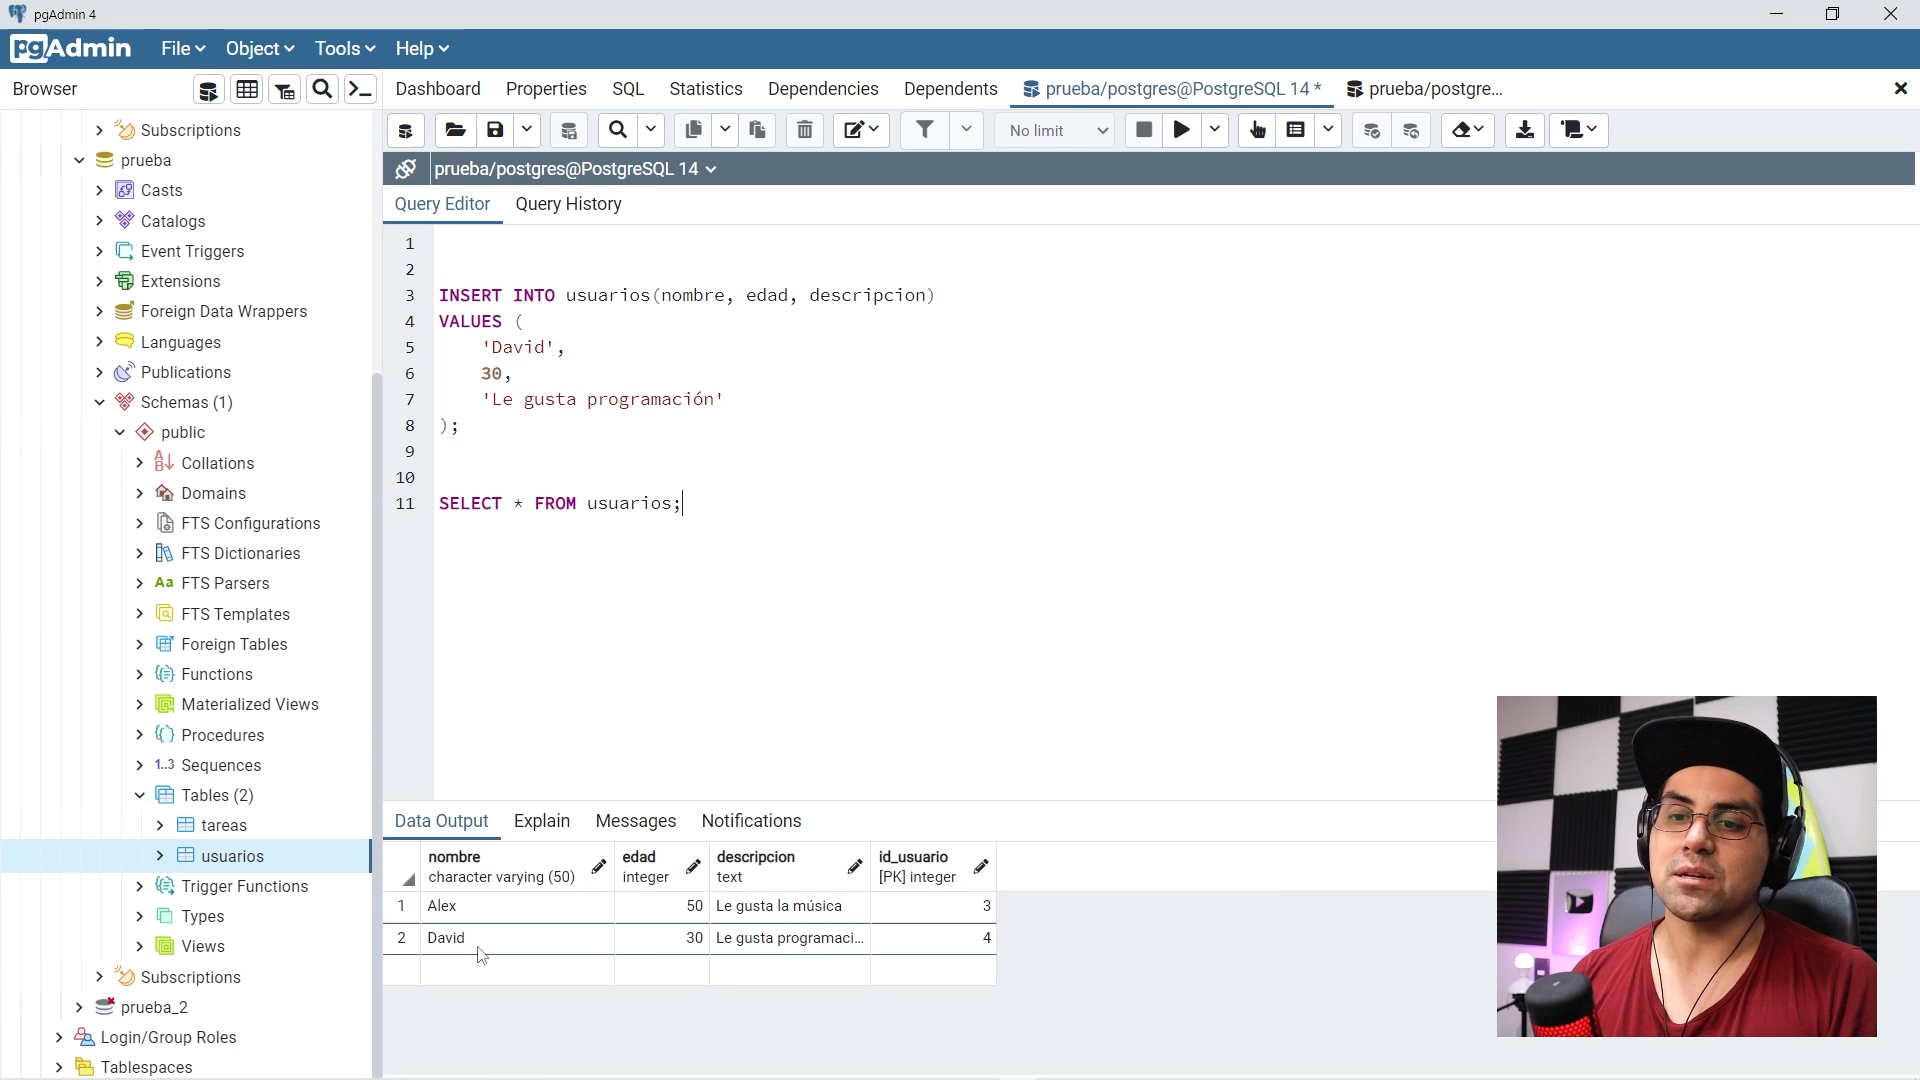 pgAdmin 4
pgAdmin File Object Tools Help
Browser
Dashboard Properties SQL Statistics Dependencies Dependents prueba/postgres@PostgreSQL 14 * prueba/postgre...
No limit
prueba/postgres@PostgreSQL 14
Query Editor Query History
Subscriptions
prueba
Casts
Catalogs
Event Triggers
Extensions
Foreign Data Wrappers
Languages
Publications
Schemas (1)
public
Collations
Domains
FTS Configurations
FTS Dictionaries
Aa FTS Parsers
FTS Templates
Foreign Tables
Functions
Materialized Views
Procedures
1..3 Sequences
Tables (2)
tareas
usuarios
Trigger Functions
Types
Views
Subscriptions
prueba_2
Login/Group Roles
Tablespaces
1
2
3 INSERT INTO usuarios(nombre, edad, descripcion)
4 VALUES (
5 'David',
6 30,
7 'Le gusta programación'
8 );
9
10
11 SELECT * FROM usuarios;
Data Output Explain Messages Notifications
nombre edad descripcion id_usuario
character varying (50) integer text [PK] integer
1 Alex 50 Le gusta la música 3
2 David 30 Le gusta programaci... 4